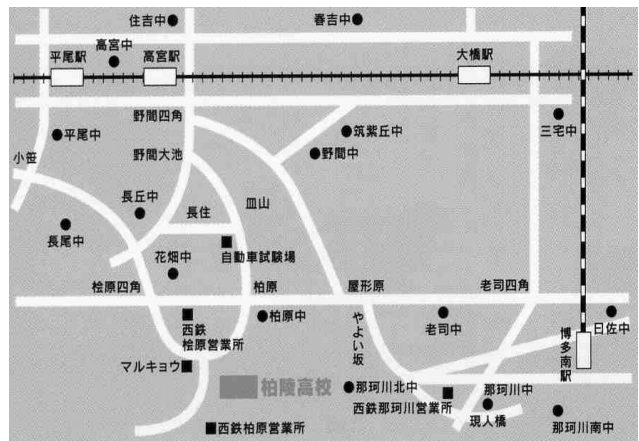 住吉中
春吉中
高宮中
平尾駅
高宮駅
大橋駅
野間四角
三宅中
平尾中
筑紫丘中
野間中
小笹
野間大池
長丘中
長住
皿山
長尾中
花畑中
自動車試験場
桧原四角
柏原
屋形原
老司四角
西鉄
桧原営業所
柏原中
やよい坂
老司中
日佐中
博多南駅
マルキョウ
柏陵高校
那珂川北中
西鉄那珂川営業所
那珂川中
現人橋
那珂川南中
西鉄柏原営業所